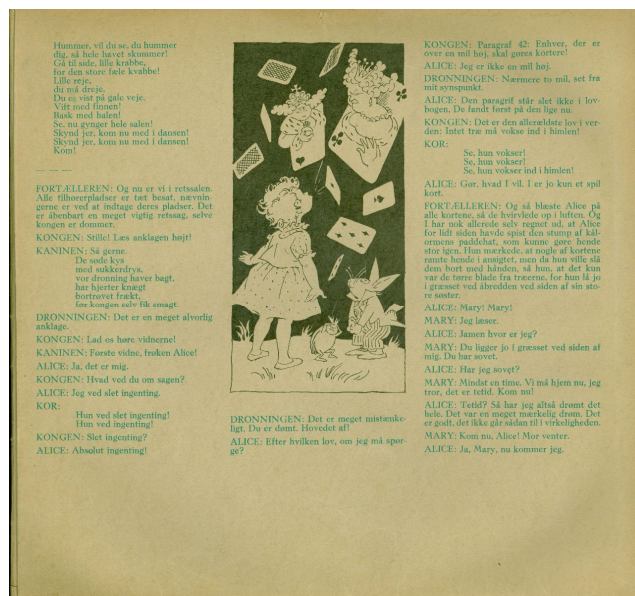 Hummer, vil du se, du hummer
dig, så hele havet skummer!
Gå til side, lille krabbe,
for den store fæle kvabbe!
Lille reje,
du må dreje.
Du er vist på gale veje.
Vift med finnen!
Bask med halen!
Se, nu gynger hele salen!
Skynd jer, kom nu med i dansen!
Skynd jer, kom nu med i dansen!
Kom!
— — —
FORTÆLLEREN: Og nu er vi i retssalen.
Alle tilhørerpladser er tæt besat, nævnin-
gerne er ved at indtage deres pladser. Det
er åbenbart en meget vigtig retssag, selve
kongen er dommer.
KONGEN: Stille! Læs anklagen højt!
KANINEN: Så gerne.
De søde kys
med sukkerdrys,
vor dronning haver bagt,
har hjerter knægt
bortrøvet frækt,
før kongen selv fik smagt.
DRONNINGEN: Det er en meget alvorlig
anklage.
KONGEN: Lad os høre vidnerne!
KANINEN: Første vidne, frøken Alice!
ALICE: Ja, det er mig.
KONGEN: Hvad ved du om sagen?
ALICE: Jeg ved slet ingenting.
KOR:
Hun ved slet ingenting!
Hun ved ingenting!
KONGEN: Slet ingenting?
ALICE: Absolut ingenting!
DRONNINGEN: Det er meget mistænke-
ligt. Du er dømt. Hovedet af!
ALICE: Efter hvilken lov, om jeg må spør-
ge?
KONGEN: Paragraf 42: Enhver, der er
over en mil høj, skal gøres kortere!
ALICE: Jeg er ikke en mil høj.
DRONNINGEN: Nærmere to mil, set fra
mit synspunkt.
ALICE: Den paragrif står slet ikke i lov-
bogen, De fandt først på den lige nu.
KONGEN: Det er den allerældste lov i ver-
den: Intet træ må vokse ind i himlen!
KOR:
Se, hun vokser!
Se, hun vokser!
Se, hun vokser ind i himlen!
ALICE: Gør, hvad I vil. I er jo kun et spil
kort.
FORTÆLLEREN: Og så blæste Alice på
alle kortene, så de hvirvlede op i luften. Og
I har nok allerede selv regnet ud, at Alice
for lidt siden havde spist den stump af kål-
ormens paddehat, som kunne gøre hende
stor igen. Hun mærkede, at nogle af kortene
ramte hende i ansigtet, men da hun ville slå
dem bort med hånden, så hun, at det kun
var de tørre blade fra træerne, for hun lå jo
i græsset ved åbredden ved siden af sin sto-
re søster.
ALICE: Mary! Mary!
MARY: Jeg læser.
ALICE: Jamen hvor er jeg?
MARY: Du ligger jo i græsset ved siden af
mig. Du har sovet.
ALICE: Har jeg sovet?
MARY: Mindst en time. Vi må hjem nu, jeg
tror, det er tetid. Kom nu!
ALICE: Tetid? Så har jeg altså drømt det
hele. Det var en meget mærkelig drøm. Det
er godt, det ikke går sådan til i virkeligheden.
MARY: Kom nu, Alice! Mor venter.
ALICE: Ja, Mary, nu kommer jeg.